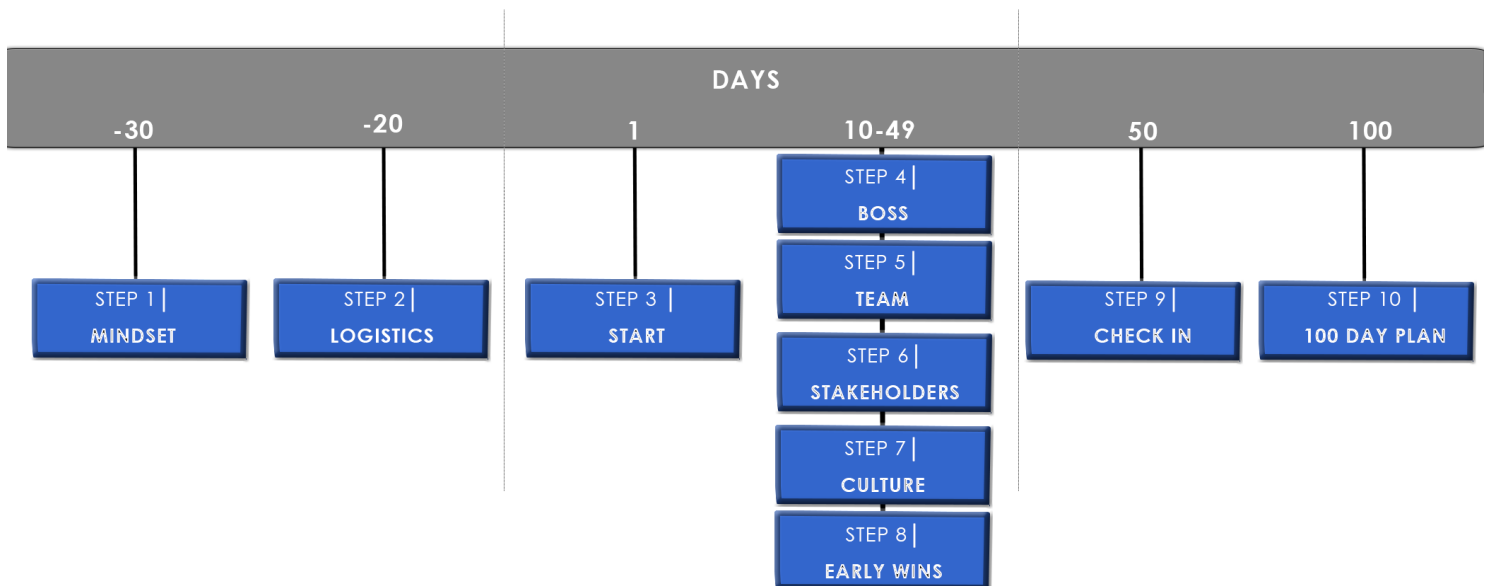 DAYS
-30
-20
1
10-49
50
100
STEP 1|
MINDSET
STEP 2|
LOGISTICS
STEP 3 |
START
STEP 4|
BOSS
STEP 5|
TEAM
STEP 6|
STAKEHOLDERS
STEP 7|
CULTURE
STEP 8|
EARLY WINS
STEP 9|
CHECK IN
STEP 10 |
100 DAY PLAN